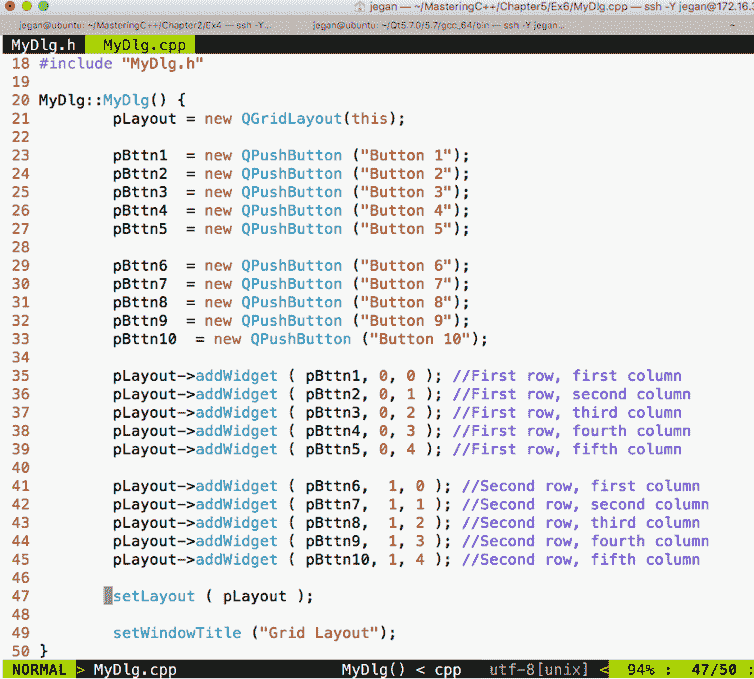 jegan — ~/MasteringC++/Chapter5/Ex6/MyDlg.cpp — ssh -Y jegan@172.16.
jegan@ubuntu: ~/MasteringC++/Chapter2/Ex4 — ssh -Y... jegan@ubuntu: ~/Qt5.7.0/5.7/gcc_64/bin — ssh -Y jegan...
MyDlg.h MyDlg.cpp
18 #include "MyDlg.h"
19
20 MyDlg::MyDlg() {
21 pLayout = new QGridLayout(this);
22
23 pBttn1 = new QPushButton ("Button 1");
24 pBttn2 = new QPushButton ("Button 2");
25 pBttn3 = new QPushButton ("Button 3");
26 pBttn4 = new QPushButton ("Button 4");
27 pBttn5 = new QPushButton ("Button 5");
28
29 pBttn6 = new QPushButton ("Button 6");
30 pBttn7 = new QPushButton ("Button 7");
31 pBttn8 = new QPushButton ("Button 8");
32 pBttn9 = new QPushButton ("Button 9");
33 pBttn10 = new QPushButton ("Button 10");
34
35 pLayout->addWidget ( pBttn1, 0, 0 ); //First row, first column
36 pLayout->addWidget ( pBttn2, 0, 1 ); //First row, second column
37 pLayout->addWidget ( pBttn3, 0, 2 ); //First row, third column
38 pLayout->addWidget ( pBttn4, 0, 3 ); //First row, fourth column
39 pLayout->addWidget ( pBttn5, 0, 4 ); //First row, fifth column
40
41 pLayout->addWidget ( pBttn6, 1, 0 ); //Second row, first column
42 pLayout->addWidget ( pBttn7, 1, 1 ); //Second row, second column
43 pLayout->addWidget ( pBttn8, 1, 2 ); //Second row, third column
44 pLayout->addWidget ( pBttn9, 1, 3 ); //Second row, fourth column
45 pLayout->addWidget ( pBttn10, 1, 4 ); //Second row, fifth column
46
47 setLayout ( pLayout );
48
49 setWindowTitle ("Grid Layout");
50 }
NORMAL > MyDlg.cpp MyDlg() < cpp utf-8[unix] < 94% : 47/50 :